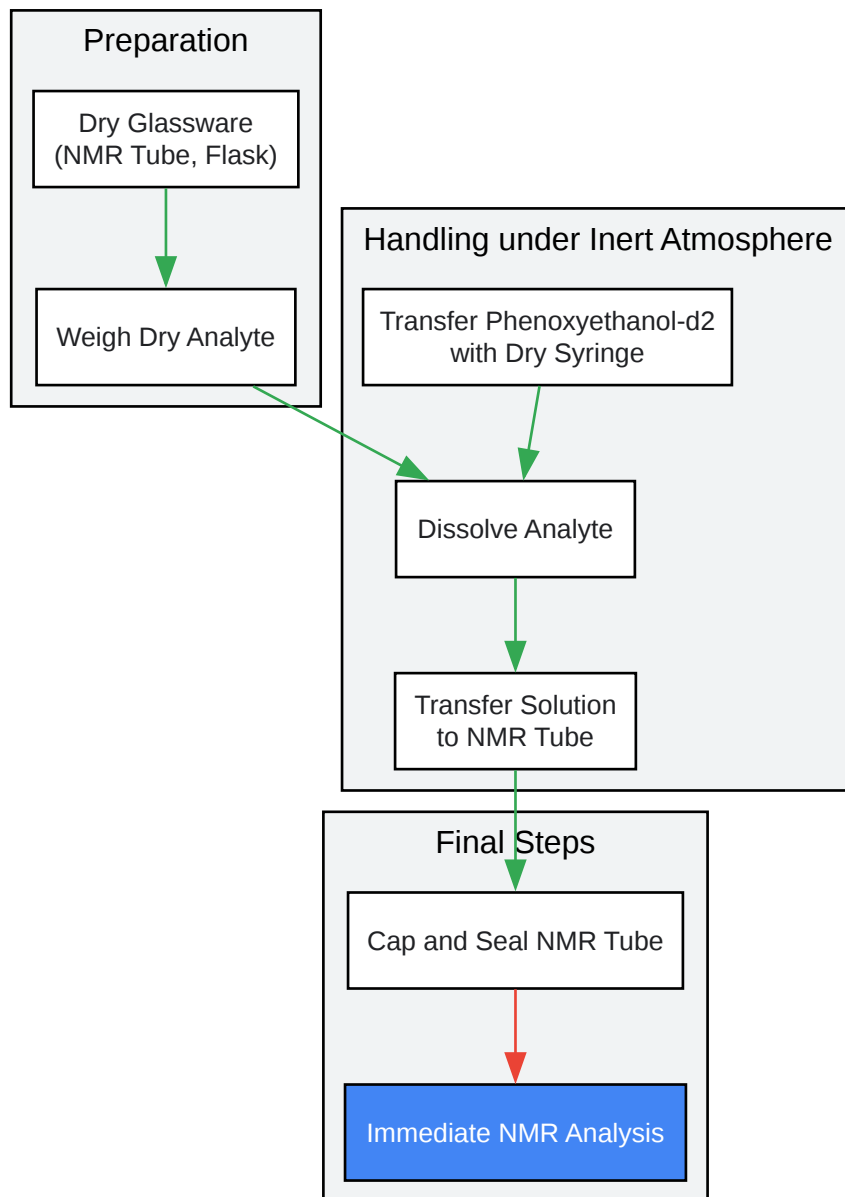 Preparation
Dry Glassware
(NMR Tube, Flask)
Weigh Dry Analyte
Handling under Inert Atmosphere
Transfer Phenoxyethanol-d2
with Dry Syringe
Dissolve Analyte
Transfer Solution
to NMR Tube
Final Steps
Cap and Seal NMR Tube
Immediate NMR Analysis